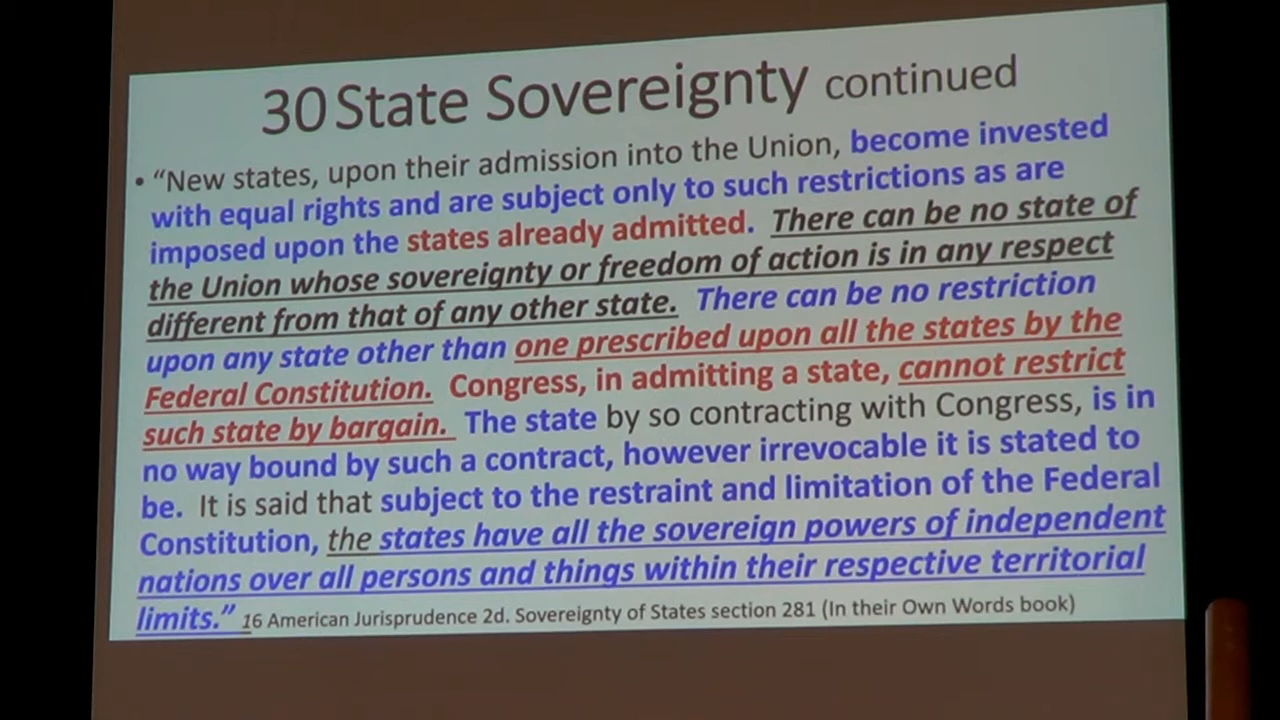 30 State Sovereignty continued
• “New states, upon their admission into the Union, become invested
with equal rights and are subject only to such restrictions as are
imposed upon the states already admitted. There can be no state of
the Union whose sovereignty or freedom of action is in any respect
different from that of any other state. There can be no restriction
upon any state other than one prescribed upon all the states by the
Federal Constitution. Congress, in admitting a state, cannot restrict
such state by bargain. The state by so contracting with Congress, is in
no way bound by such a contract, however irrevocable it is stated to
be. It is said that subject to the restraint and limitation of the Federal
Constitution, the states have all the sovereign powers of independent
nations over all persons and things within their respective territorial
limits.” 16 American Jurisprudence 2d. Sovereignty of States section 281 (In their Own Words book)